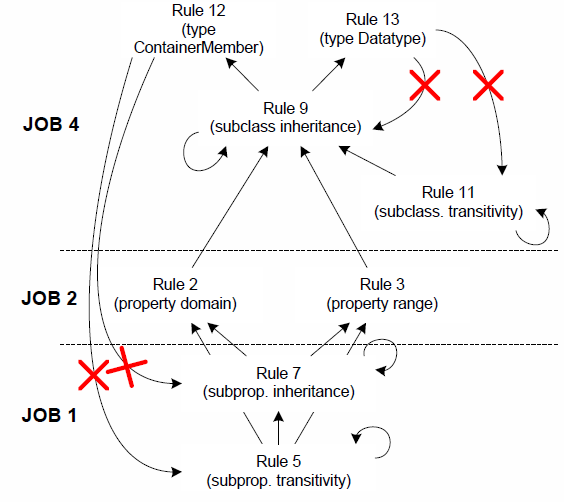 Rule 12
(type
ContainerMember)
Rule 13
(type Datatype)
JOB 4
Rule 9
(subclass inheritance)
Rule 11
(subclass. transitivity)
JOB 2
Rule 2
(property domain)
Rule 3
(property range)
Rule 7
(subprop. inheritance)
JOB 1
Rule 5
(subprop. transitivity)